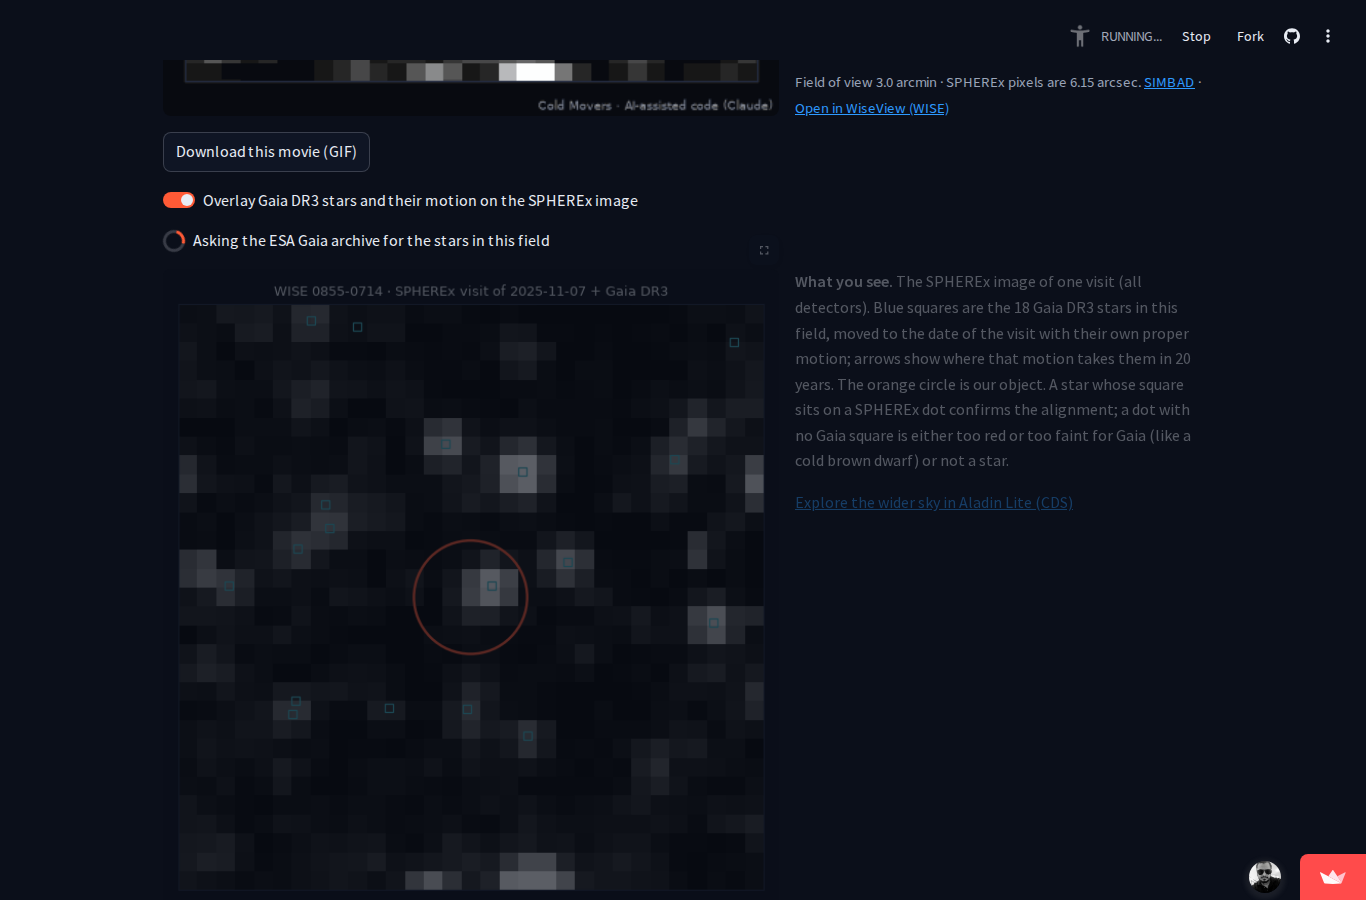 RUNNING...
Stop
Fork
Field of view 3.0 arcmin · SPHEREx pixels are 6.15 arcsec. SIMBAD ·
Open in WiseView (WISE)
Cold Movers · AI-assisted code (Claude)
Download this movie (GIF)
Overlay Gaia DR3 stars and their motion on the SPHEREx image
Asking the ESA Gaia archive for the stars in this field
WISE 0855-0714 · SPHEREx visit of 2025-11-07 + Gaia DR3
What you see. The SPHEREx image of one visit (all
detectors). Blue squares are the 18 Gaia DR3 stars in this
field, moved to the date of the visit with their own proper
motion; arrows show where that motion takes them in 20
years. The orange circle is our object. A star whose square
sits on a SPHEREx dot confirms the alignment; a dot with
no Gaia square is either too red or too faint for Gaia (like a
cold brown dwarf) or not a star.
Explore the wider sky in Aladin Lite (CDS)